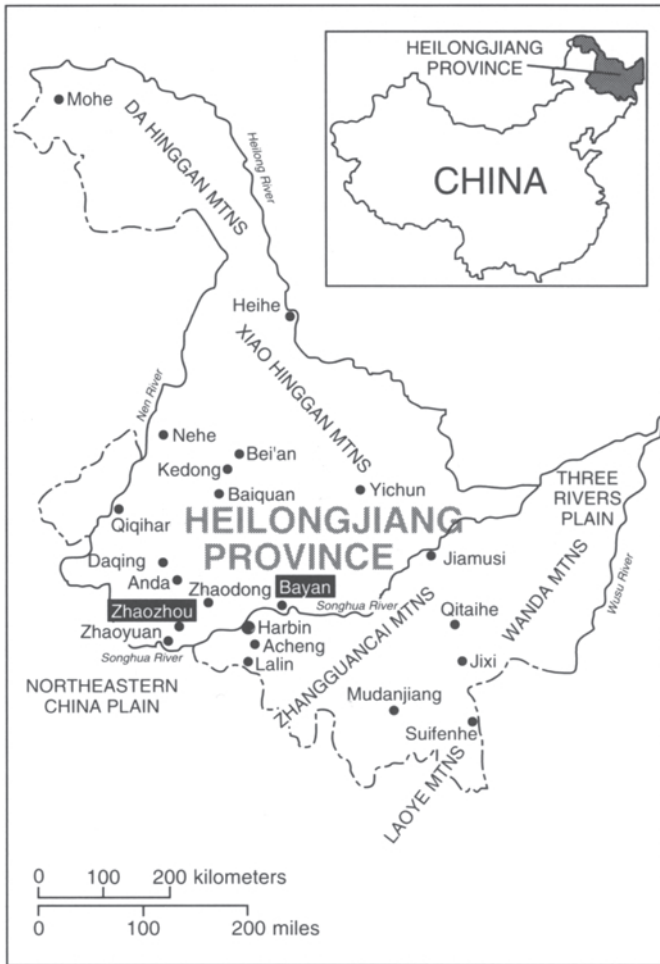 HEILONGJIANG
PROVINCE
CHINA
Mohe
DA HINGGAN MTNS
Heilong River
Heihe
XIAO HINGGAN MTNS
Nen River
Nehe
Bei'an
Kedong
Baiquan
Yichun
Qiqihar
HEILONGJIANG
PROVINCE
THREE
RIVERS
PLAIN
Daqing
Anda
Zhaodong
Bayan
Jiamusi
Songhua River
Zhaozhou
Zhaoyuan
Harbin
Acheng
Lalin
Songhua River
ZHANGGUANCAI MTNS
Qitaihe
WANDA MTNS
Wusu River
Jixi
NORTHEASTERN
CHINA PLAIN
Mudanjiang
Suifenhe
LAOYE MTNS
0 100 200 kilometers
0 100 200 miles